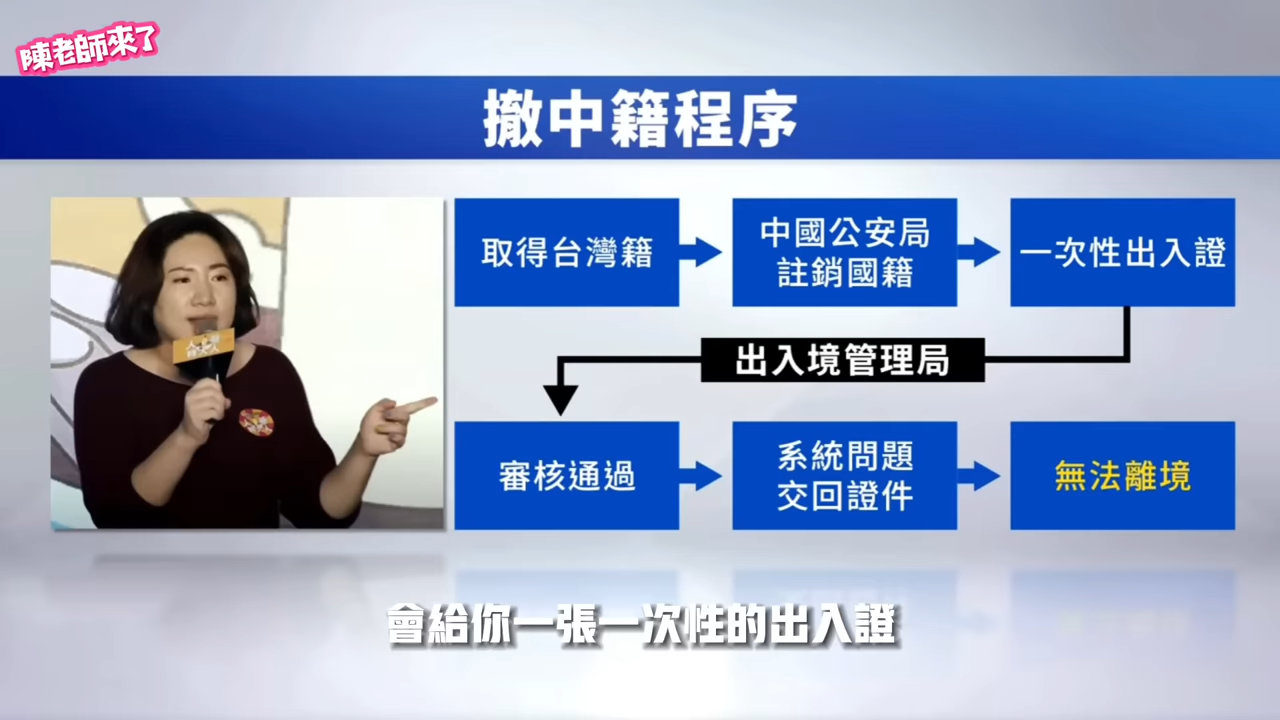 陳老師來了
撤中籍程序
取得台灣籍
中國公安局
註銷國籍
一次性出入證
出入境管理局
審核通過
系統問題
交回證件
無法離境
會給你一張一次性的出入證